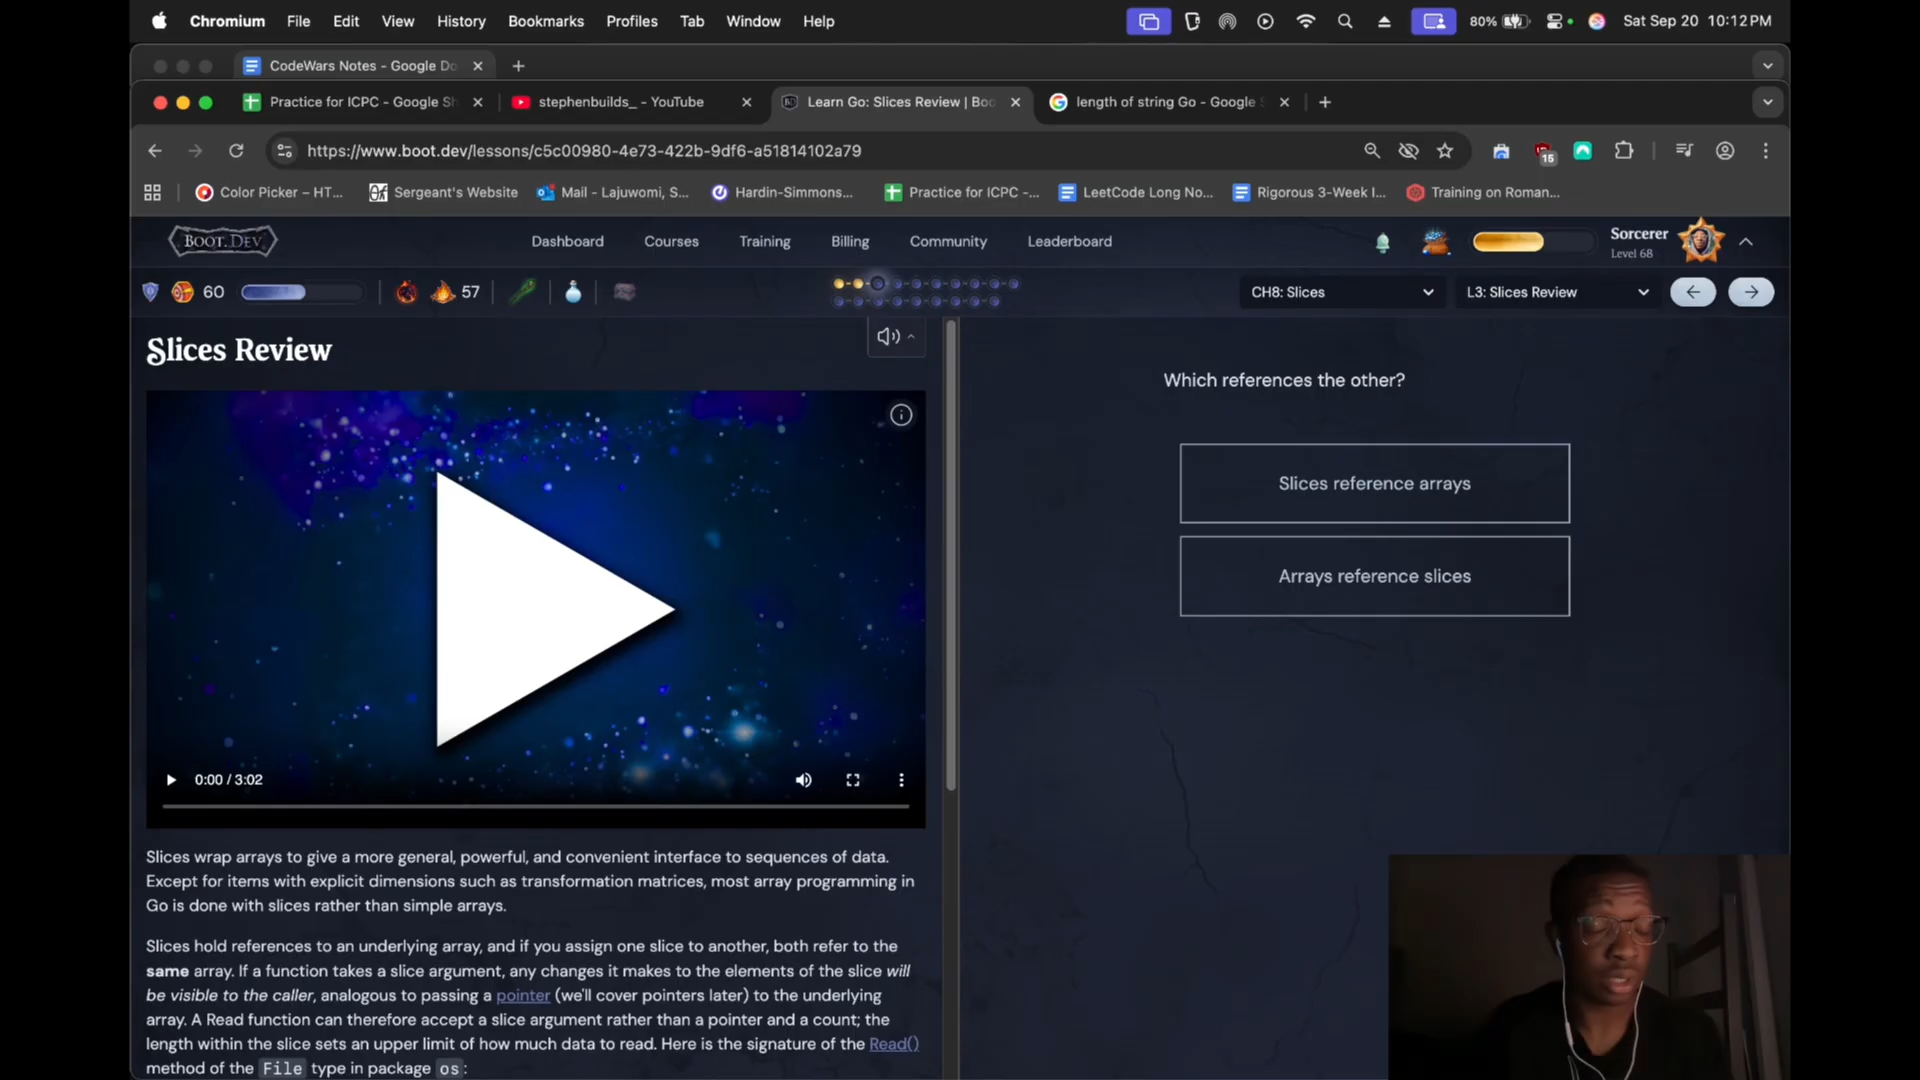 Chromium File Edit View History Bookmarks Profiles Tab Window Help 80% Sat Sep 20 10:12 PM
CodeWars Notes - Google Do
Practice for ICPC - Google Sh stephenbuilds_ - YouTube Learn Go: Slices Review | Boo length of string Go - Google S
https://www.boot.dev/lessons/c5c00980-4e73-422b-9df6-a51814102a79 15
Color Picker – HT... Sergeant's Website Mail - Lajuwomi, S... Hardin-Simmons... Practice for ICPC -... LeetCode Long No... Rigorous 3-Week I... Training on Roman...
BOOT.DEV Dashboard Courses Training Billing Community Leaderboard Sorcerer
Level 68
60 57 CH8: Slices L3: Slices Review
Slices Review
0:00 / 3:02
Slices wrap arrays to give a more general, powerful, and convenient interface to sequences of data.
Except for items with explicit dimensions such as transformation matrices, most array programming in
Go is done with slices rather than simple arrays.
Slices hold references to an underlying array, and if you assign one slice to another, both refer to the
same array. If a function takes a slice argument, any changes it makes to the elements of the slice will
be visible to the caller, analogous to passing a pointer (we'll cover pointers later) to the underlying
array. A Read function can therefore accept a slice argument rather than a pointer and a count; the
length within the slice sets an upper limit of how much data to read. Here is the signature of the Read()
method of the File type in package os:
Which references the other?
Slices reference arrays
Arrays reference slices